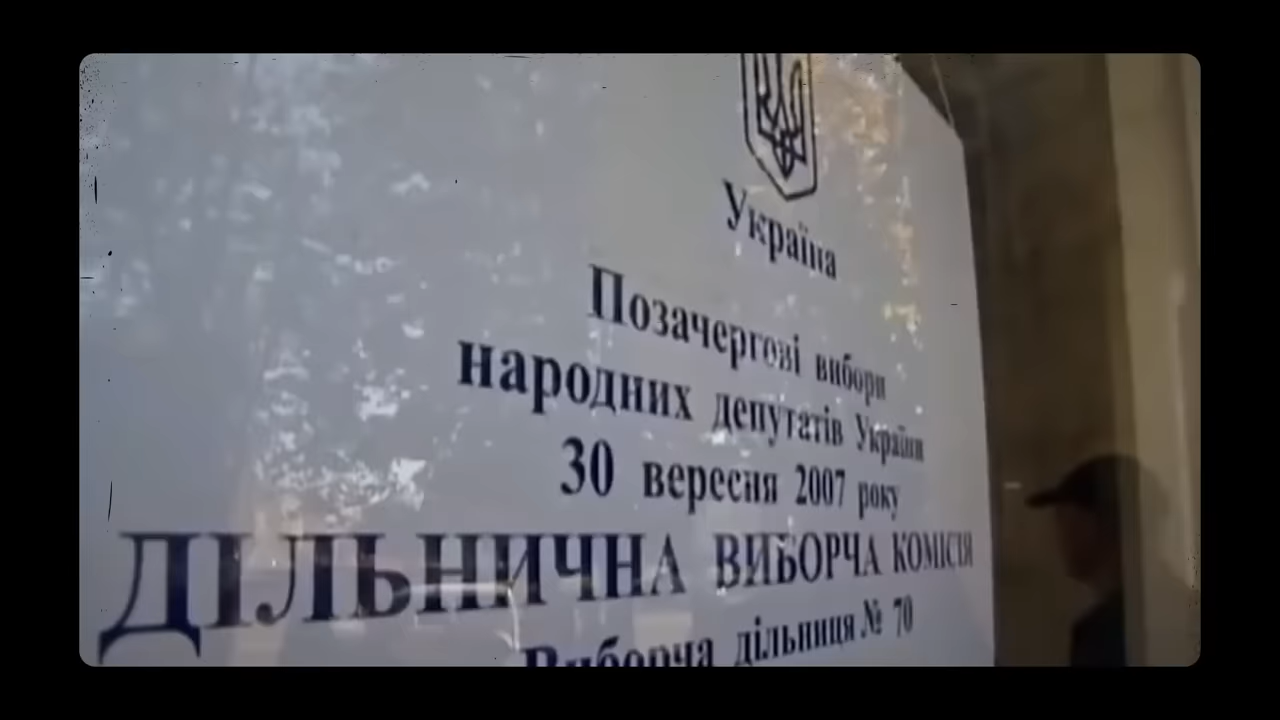 Україна
Позачергові вибори
народних депутатів України
30 вересня 2007 року
ДІЛЬНИЧНА ВИБОРЧА КОМІСІЯ
Виборча дільниця № 70